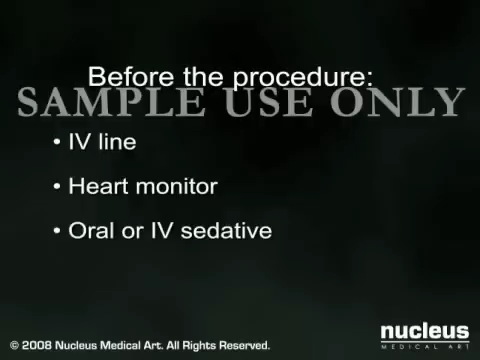 Before the procedure:
SAMPLE USE ONLY
• IV line
• Heart monitor
• Oral or IV sedative
nucleus
MEDICAL ART
© 2008 Nucleus Medical Art. All Rights Reserved.